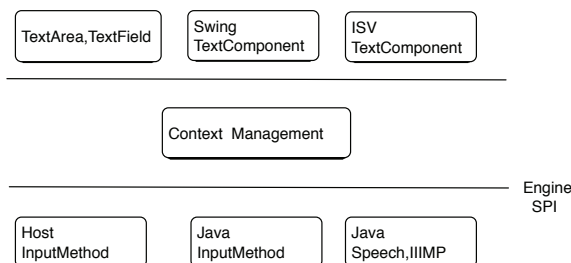 TextArea,TextField
Swing
TextComponent
ISV
TextComponent
Context Management
Engine
SPI
Host
InputMethod
Java
InputMethod
Java
Speech,IIIMP